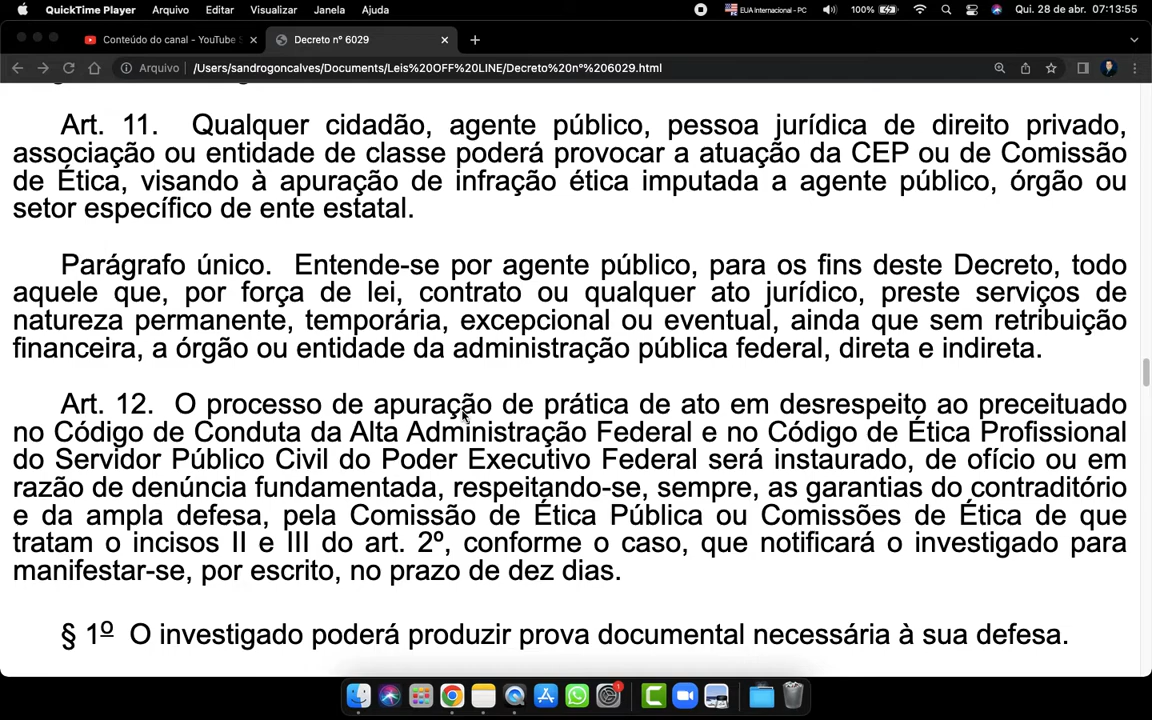 QuickTime Player Arquivo Editar Visualizar Janela Ajuda EUA Internacional - PC 100% Qui. 28 de abr. 07:13:55
Conteúdo do canal - YouTube Decreto nº 6029
Arquivo /Users/sandrogoncalves/Documents/Leis%20OFF%20LINE/Decreto%20nº%206029.html
Art. 11. Qualquer cidadão, agente público, pessoa jurídica de direito privado,
associação ou entidade de classe poderá provocar a atuação da CEP ou de Comissão
de Ética, visando à apuração de infração ética imputada a agente público, órgão ou
setor específico de ente estatal.
Parágrafo único. Entende-se por agente público, para os fins deste Decreto, todo
aquele que, por força de lei, contrato ou qualquer ato jurídico, preste serviços de
natureza permanente, temporária, excepcional ou eventual, ainda que sem retribuição
financeira, a órgão ou entidade da administração pública federal, direta e indireta.
Art. 12. O processo de apuração de prática de ato em desrespeito ao preceituado
no Código de Conduta da Alta Administração Federal e no Código de Ética Profissional
do Servidor Público Civil do Poder Executivo Federal será instaurado, de ofício ou em
razão de denúncia fundamentada, respeitando-se, sempre, as garantias do contraditório
e da ampla defesa, pela Comissão de Ética Pública ou Comissões de Ética de que
tratam o incisos II e III do art. 2º, conforme o caso, que notificará o investigado para
manifestar-se, por escrito, no prazo de dez dias.
§ 1º O investigado poderá produzir prova documental necessária à sua defesa.